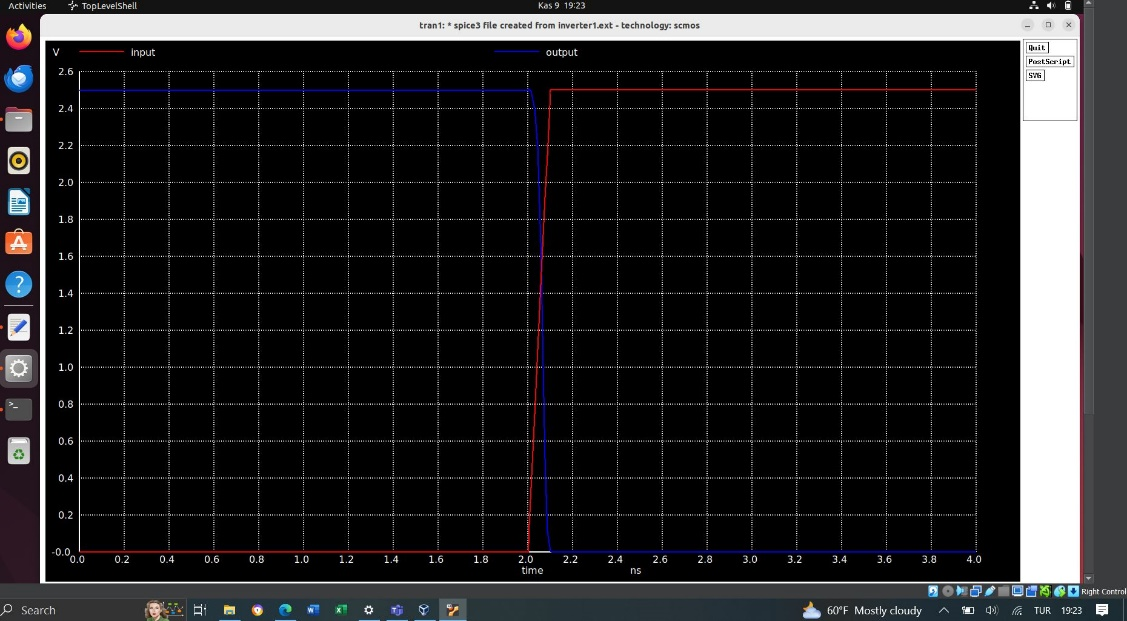 Activities TopLevelShell Kas 9 19:23
tran1: * spice3 file created from inverter1.ext - technology: scmos
V input output
Quit
PostScript
SVG
2.6
2.4
2.2
2.0
1.8
1.6
1.4
1.2
1.0
0.8
0.6
0.4
0.2
-0.0
0.0 0.2 0.4 0.6 0.8 1.0 1.2 1.4 1.6 1.8 2.0 2.2 2.4 2.6 2.8 3.0 3.2 3.4 3.6 3.8 4.0
time ns
Right Control
Search 60°F Mostly cloudy TUR 19:23